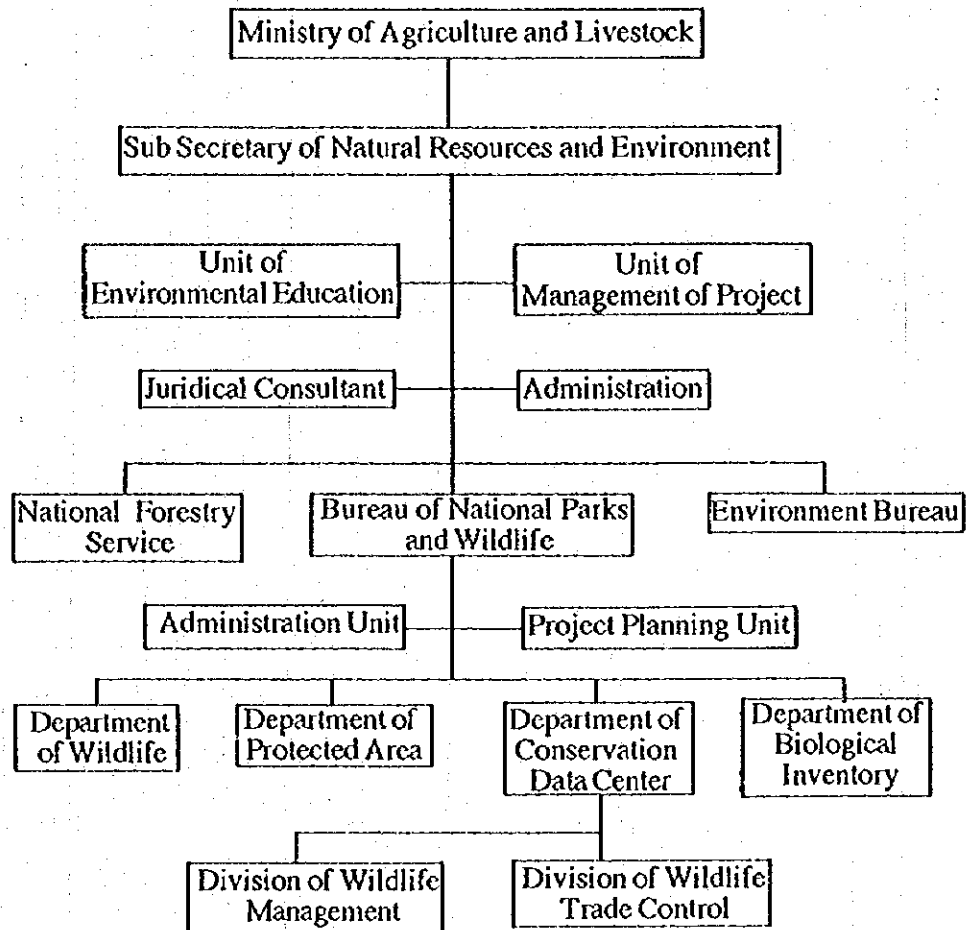 Ministry of Agriculture and Livestock
Sub Secretary of Natural Resources and Environment
Unit of
Environmental Education
Unit of
Management of Project
Juridical Consultant
Administration
National Forestry
Service
Bureau of National Parks
and Wildlife
Environment Bureau
Administration Unit
Project Planning Unit
Department
of Wildlife
Department of
Protected Area
Department of
Conservation
Data Center
Department of
Biological
Inventory
Division of Wildlife
Management
Division of Wildlife
Trade Control